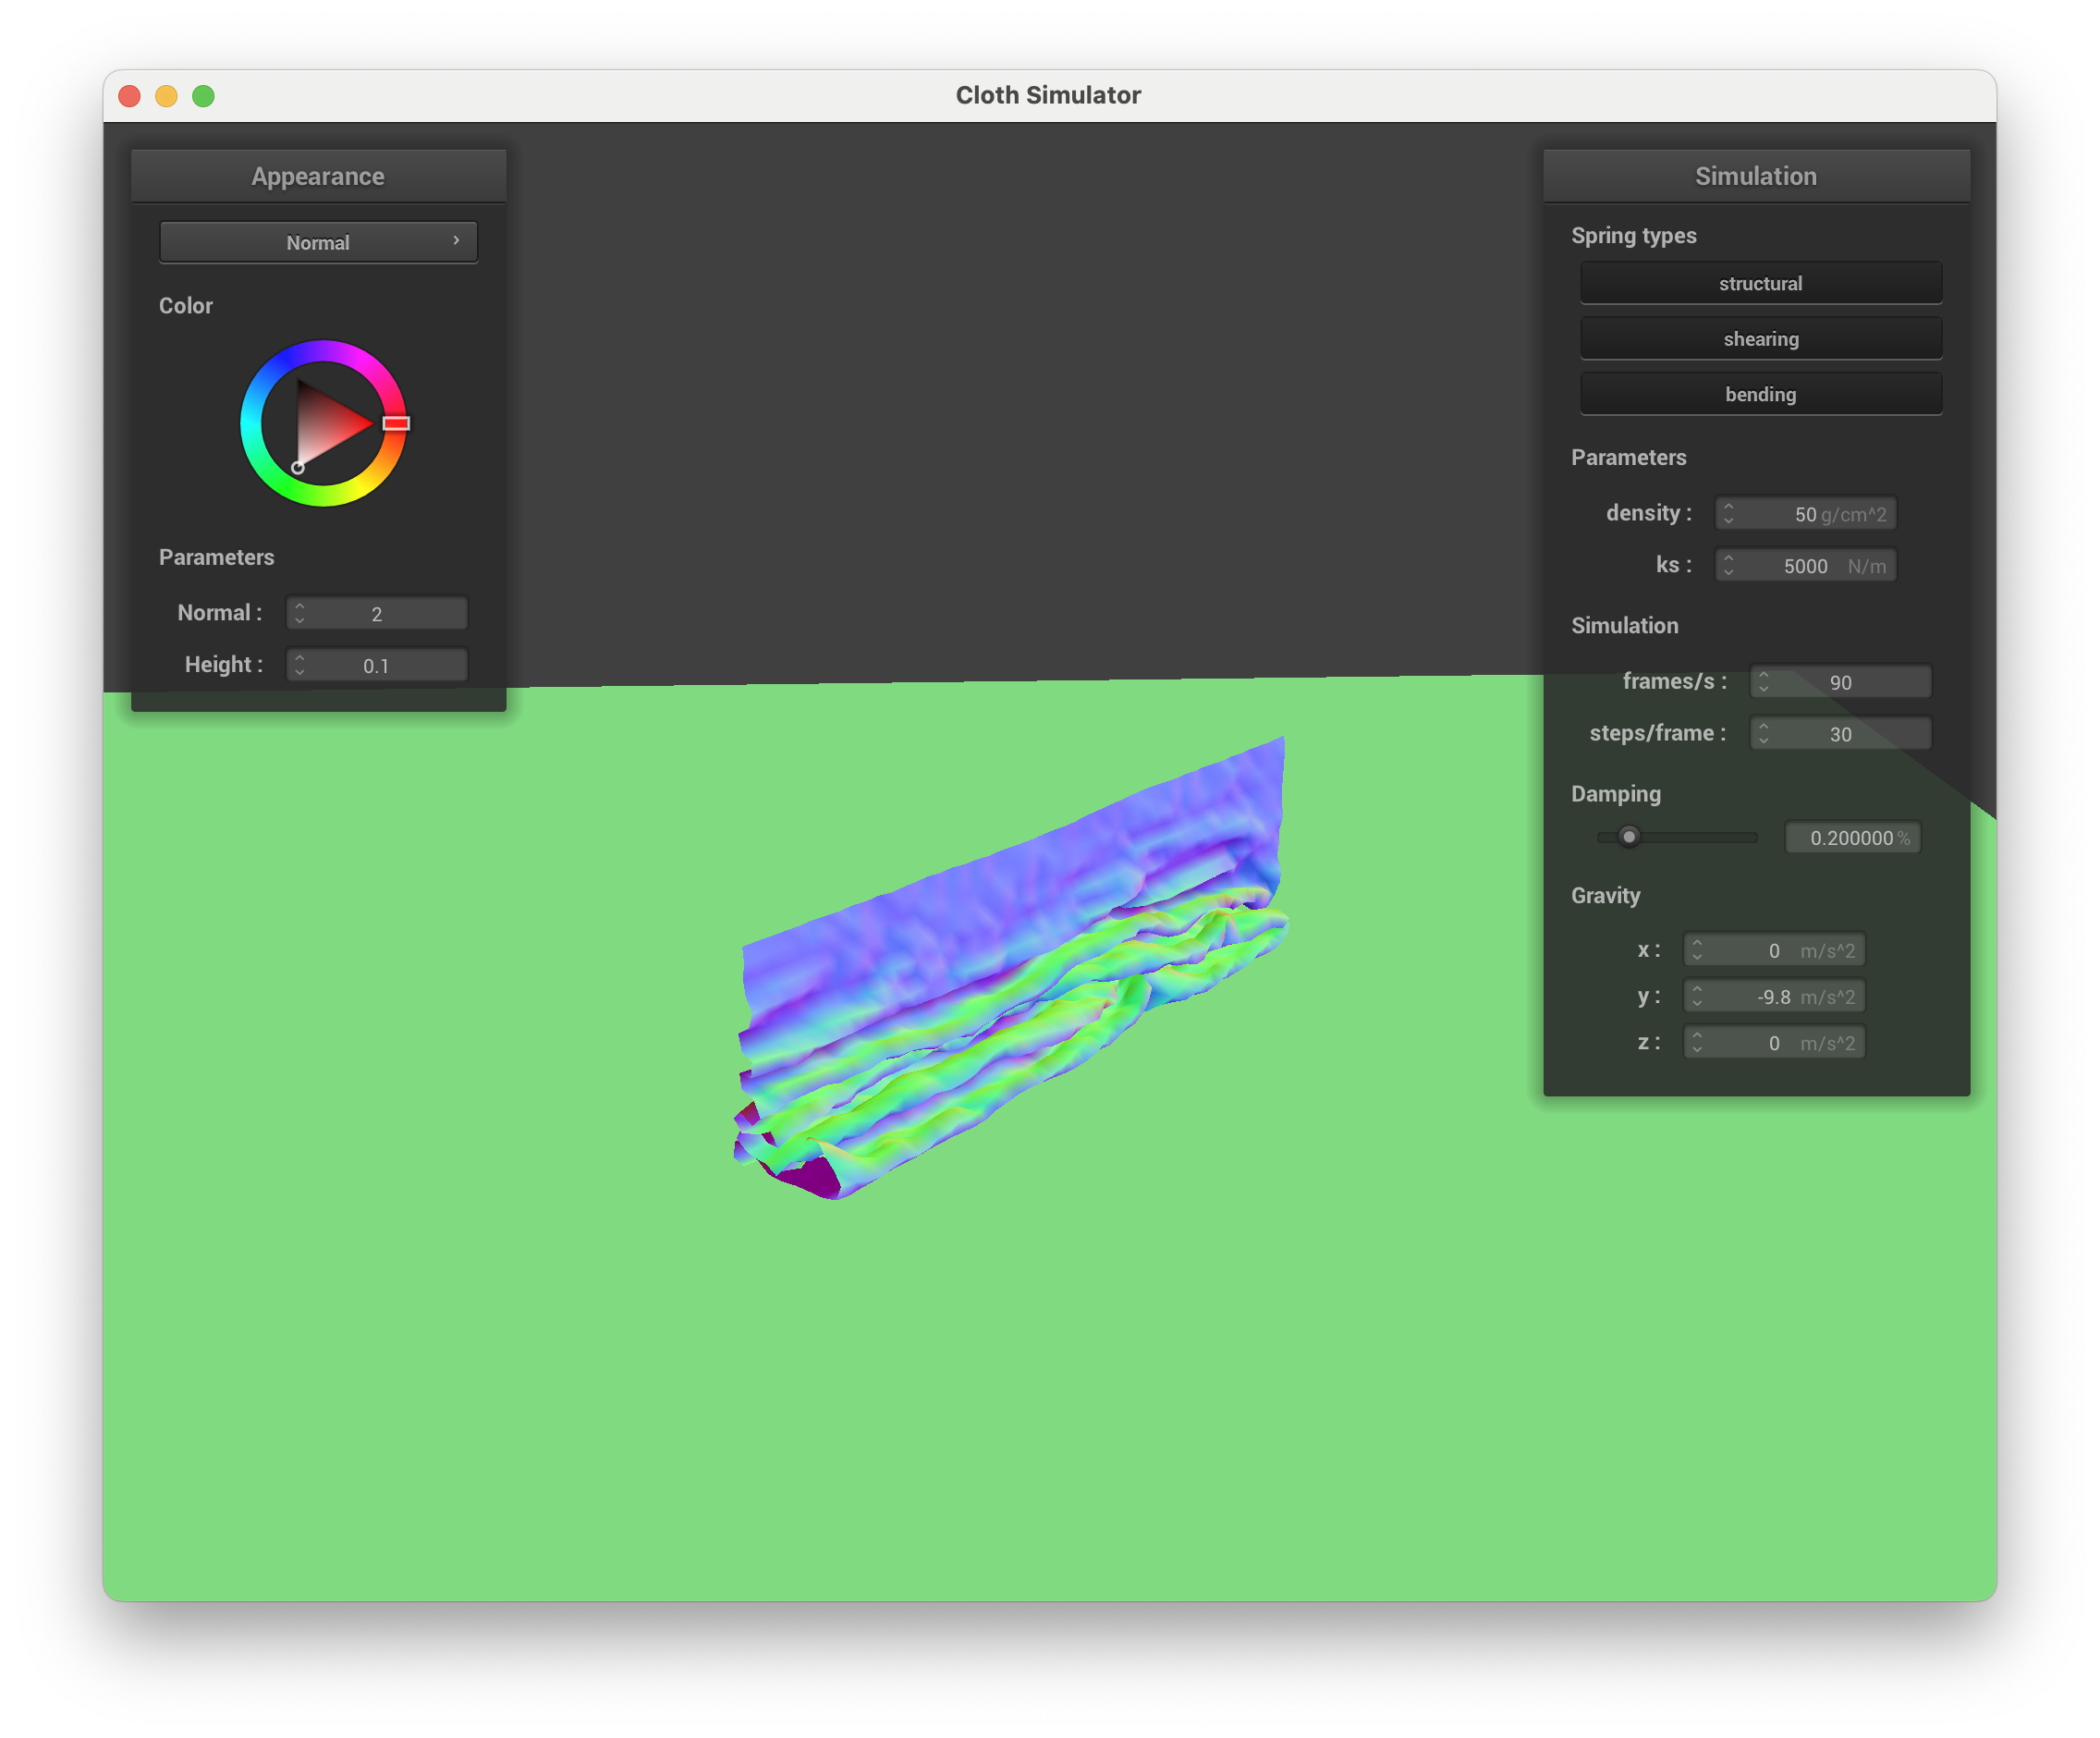 Cloth Simulator
Appearance
Normal
Color
Parameters
Normal : 2
Height : 0.1
Simulation
Spring types
structural
shearing
bending
Parameters
density : 50 g/cm^2
ks : 5000 N/m
Simulation
frames/s : 90
steps/frame : 30
Damping
0.200000 %
Gravity
x : 0 m/s^2
y : -9.8 m/s^2
z : 0 m/s^2